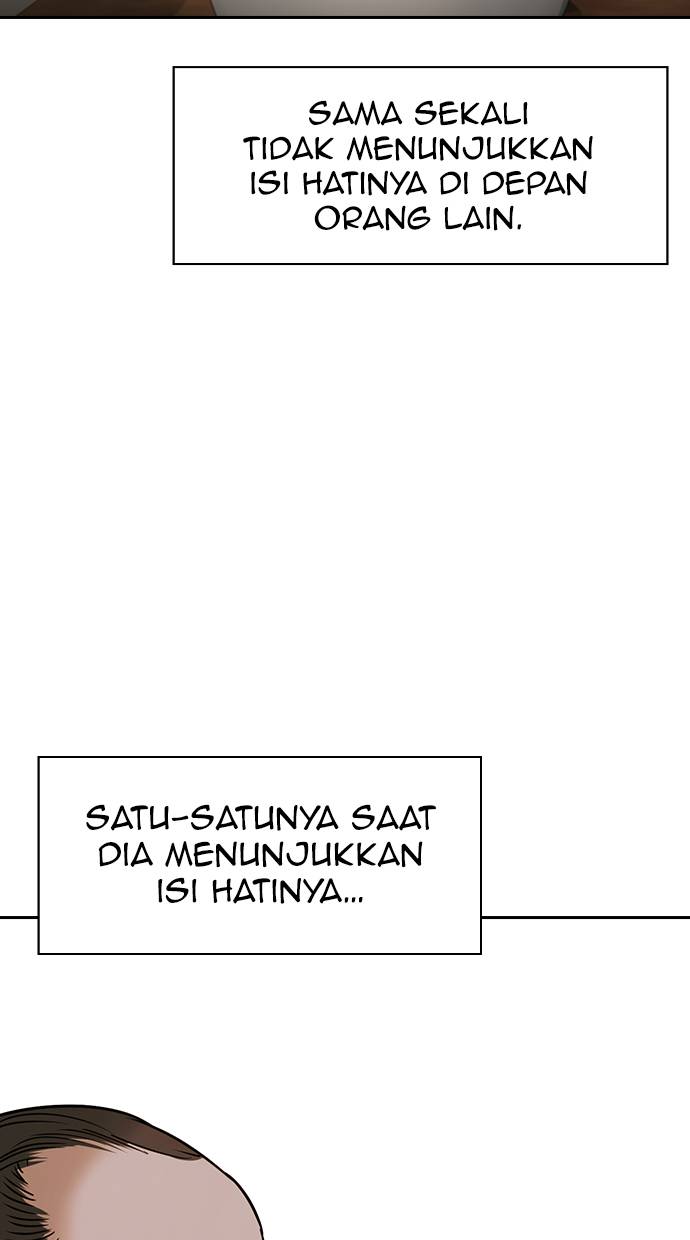 SAMA SEKALI
TIDAK MENUNJUKKAN
ISI HATINYA DI DEPAN
ORANG LAIN.
SATU-SATUNYA SAAT
DIA MENUNJUKKAN
ISI HATINYA...